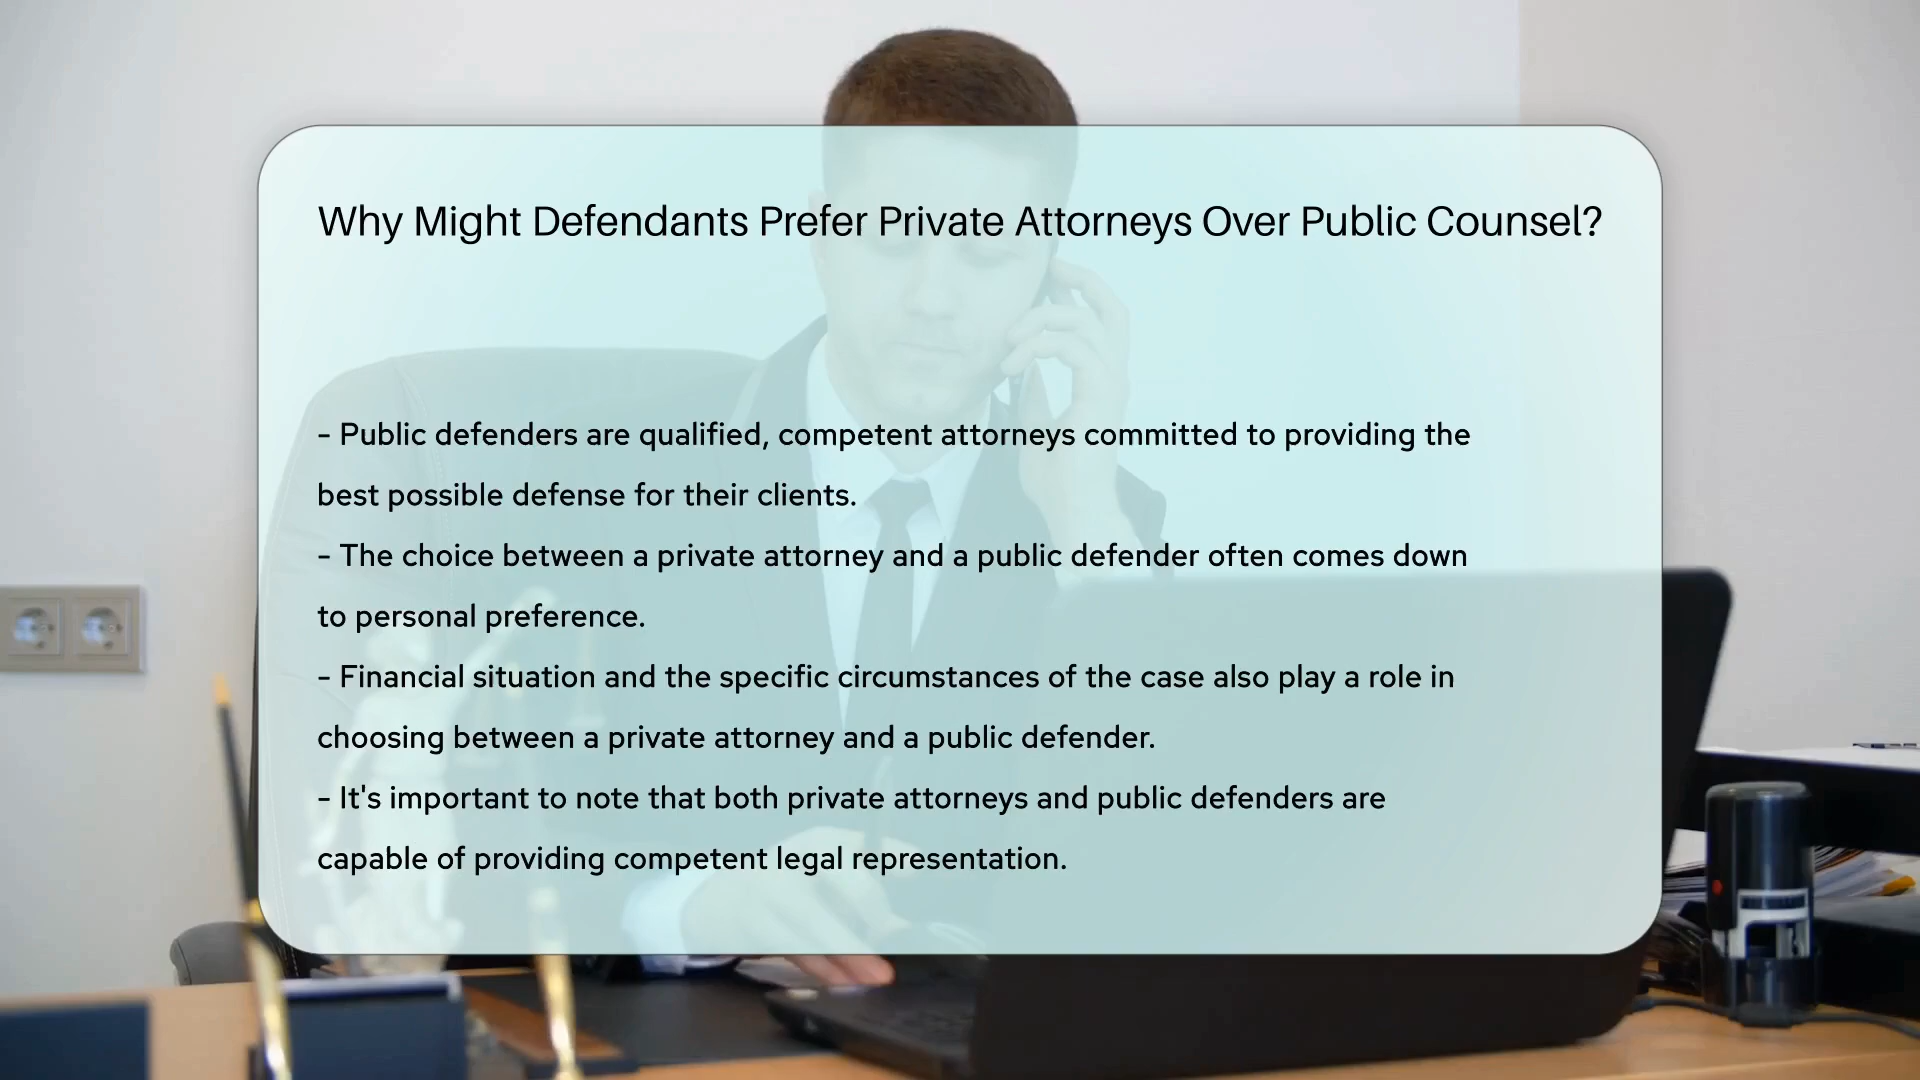 Why Might Defendants Prefer Private Attorneys Over Public Counsel?
- Public defenders are qualified, competent attorneys committed to providing the
best possible defense for their clients.
- The choice between a private attorney and a public defender often comes down
to personal preference.
- Financial situation and the specific circumstances of the case also play a role in
choosing between a private attorney and a public defender.
- It's important to note that both private attorneys and public defenders are
capable of providing competent legal representation.